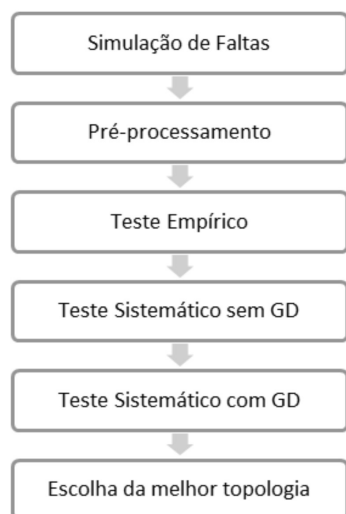 Simulação de Faltas
Pré-processamento
Teste Empírico
Teste Sistemático sem GD
Teste Sistemático com GD
Escolha da melhor topologia